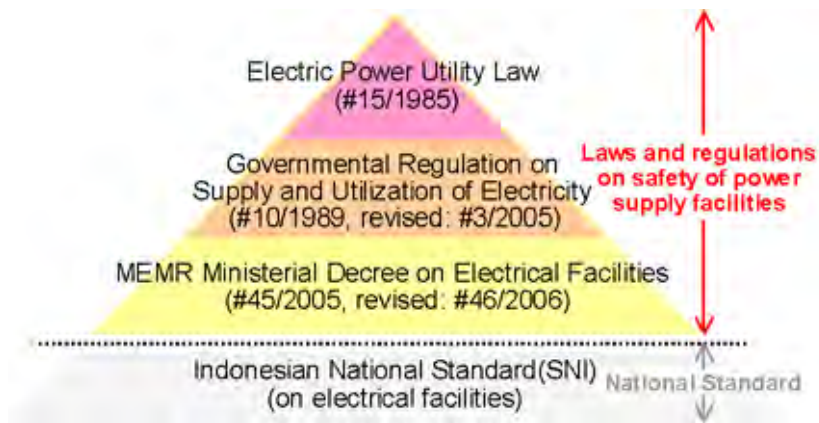 Electric Power Utility Law
(#15/1985)
Governmental Regulation on
Supply and Utilization of Electricity
(#10/1989, revised: #3/2005)
MEMR Ministerial Decree on Electrical Facilities
(#45/2005, revised: #46/2006)
Laws and regulations
on safety of power
supply facilities
Indonesian National Standard(SNI)
(on electrical facilities)
National Standard